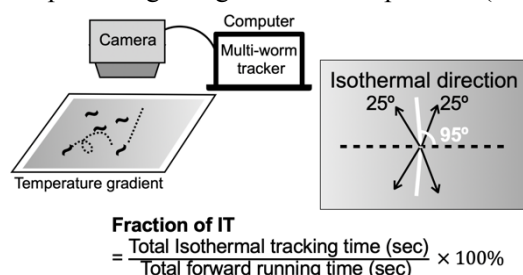 Computer
Camera
Multi-worm
tracker
Isothermal direction
25º 25º
95º
Temperature gradient
Fraction of IT
= Total Isothermal tracking time (sec)
Total forward running time (sec) × 100%